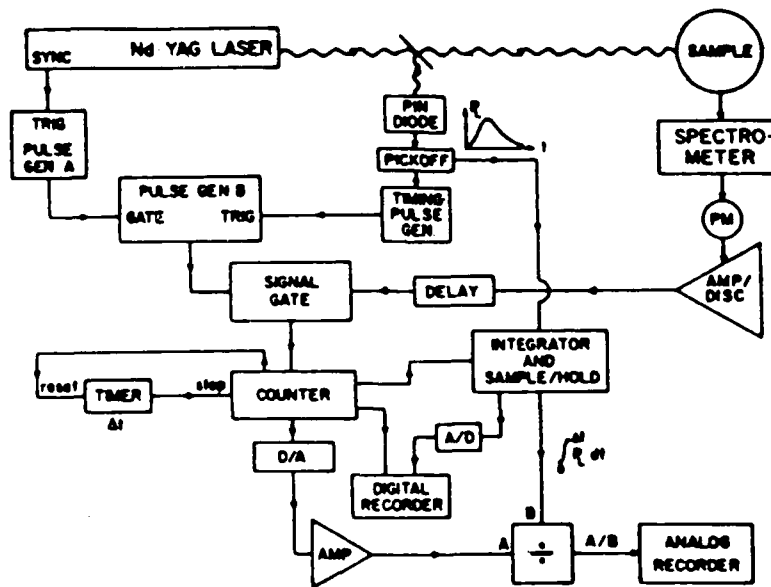 Nd YAG LASER
SYNC
SAMPLE
TRIG
PULSE
GEN A
PIN
DIODE
PICKOFF
t
SPECTRO-
METER
PULSE GEN B
GATE
TRIG
TIMING
PULSE
GEN.
PM
SIGNAL
GATE
DELAY
AMP/
DISC
INTEGRATOR
AND
SAMPLE/HOLD
reset
TIMER
stop
COUNTER
Δt
D/A
A/D
DIGITAL
RECORDER
Δt
dt
B
AMP
A
÷
A/B
ANALOG
RECORDER